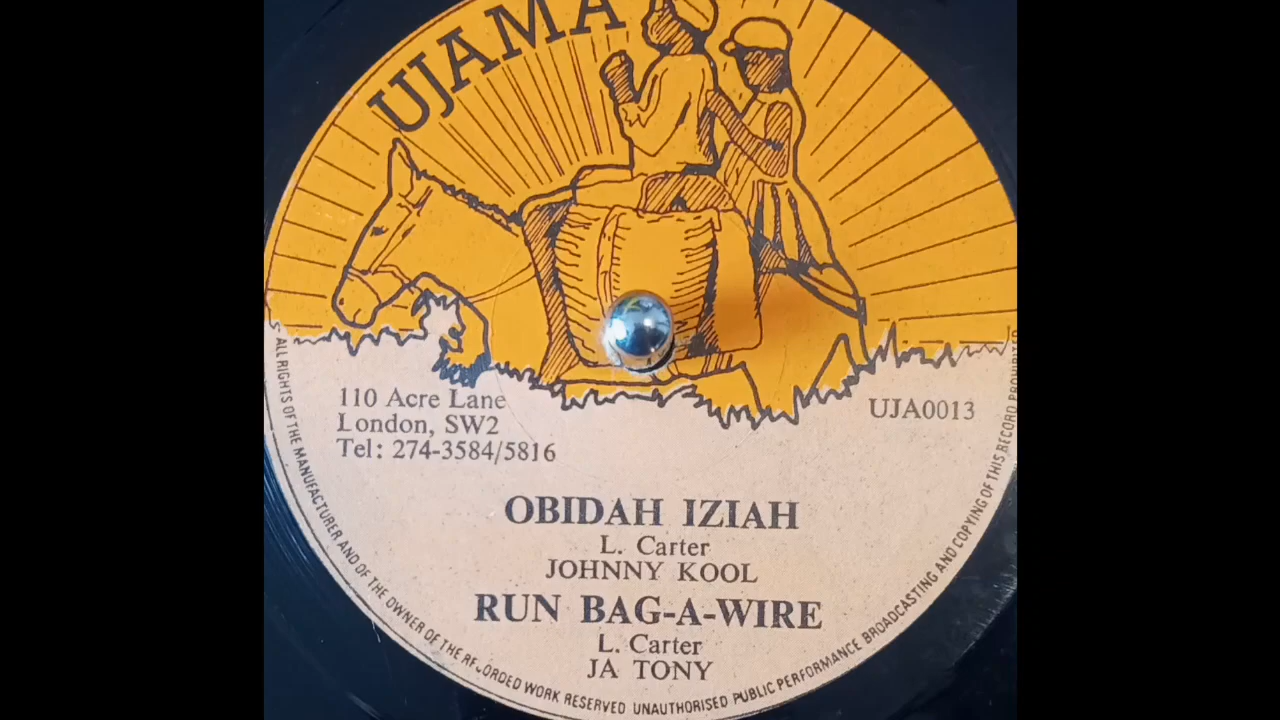 UJAMA
110 Acre Lane
London, SW2
Tel: 274-3584/5816
UJA0013
OBIDAH IZIAH
L. Carter
JOHNNY KOOL
RUN BAG-A-WIRE
L. Carter
JA TONY
ALL RIGHTS OF THE MANUFACTURER AND OF THE OWNER OF THE RECORDED WORK RESERVED UNAUTHORISED PUBLIC PERFORMANCE BROADCASTING AND COPYING OF THIS RECORD PROHIBITED